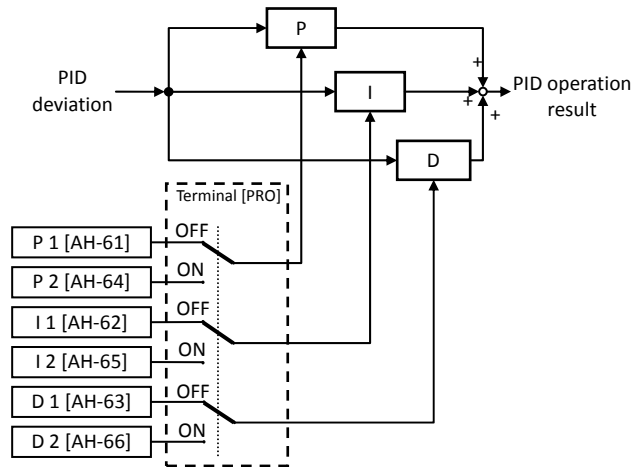 P
PID
deviation
I
PID operation
result
+
+
+
D
Terminal [PRO]
P 1 [AH-61]
OFF
P 2 [AH-64]
ON
I 1 [AH-62]
OFF
I 2 [AH-65]
ON
D 1 [AH-63]
OFF
D 2 [AH-66]
ON